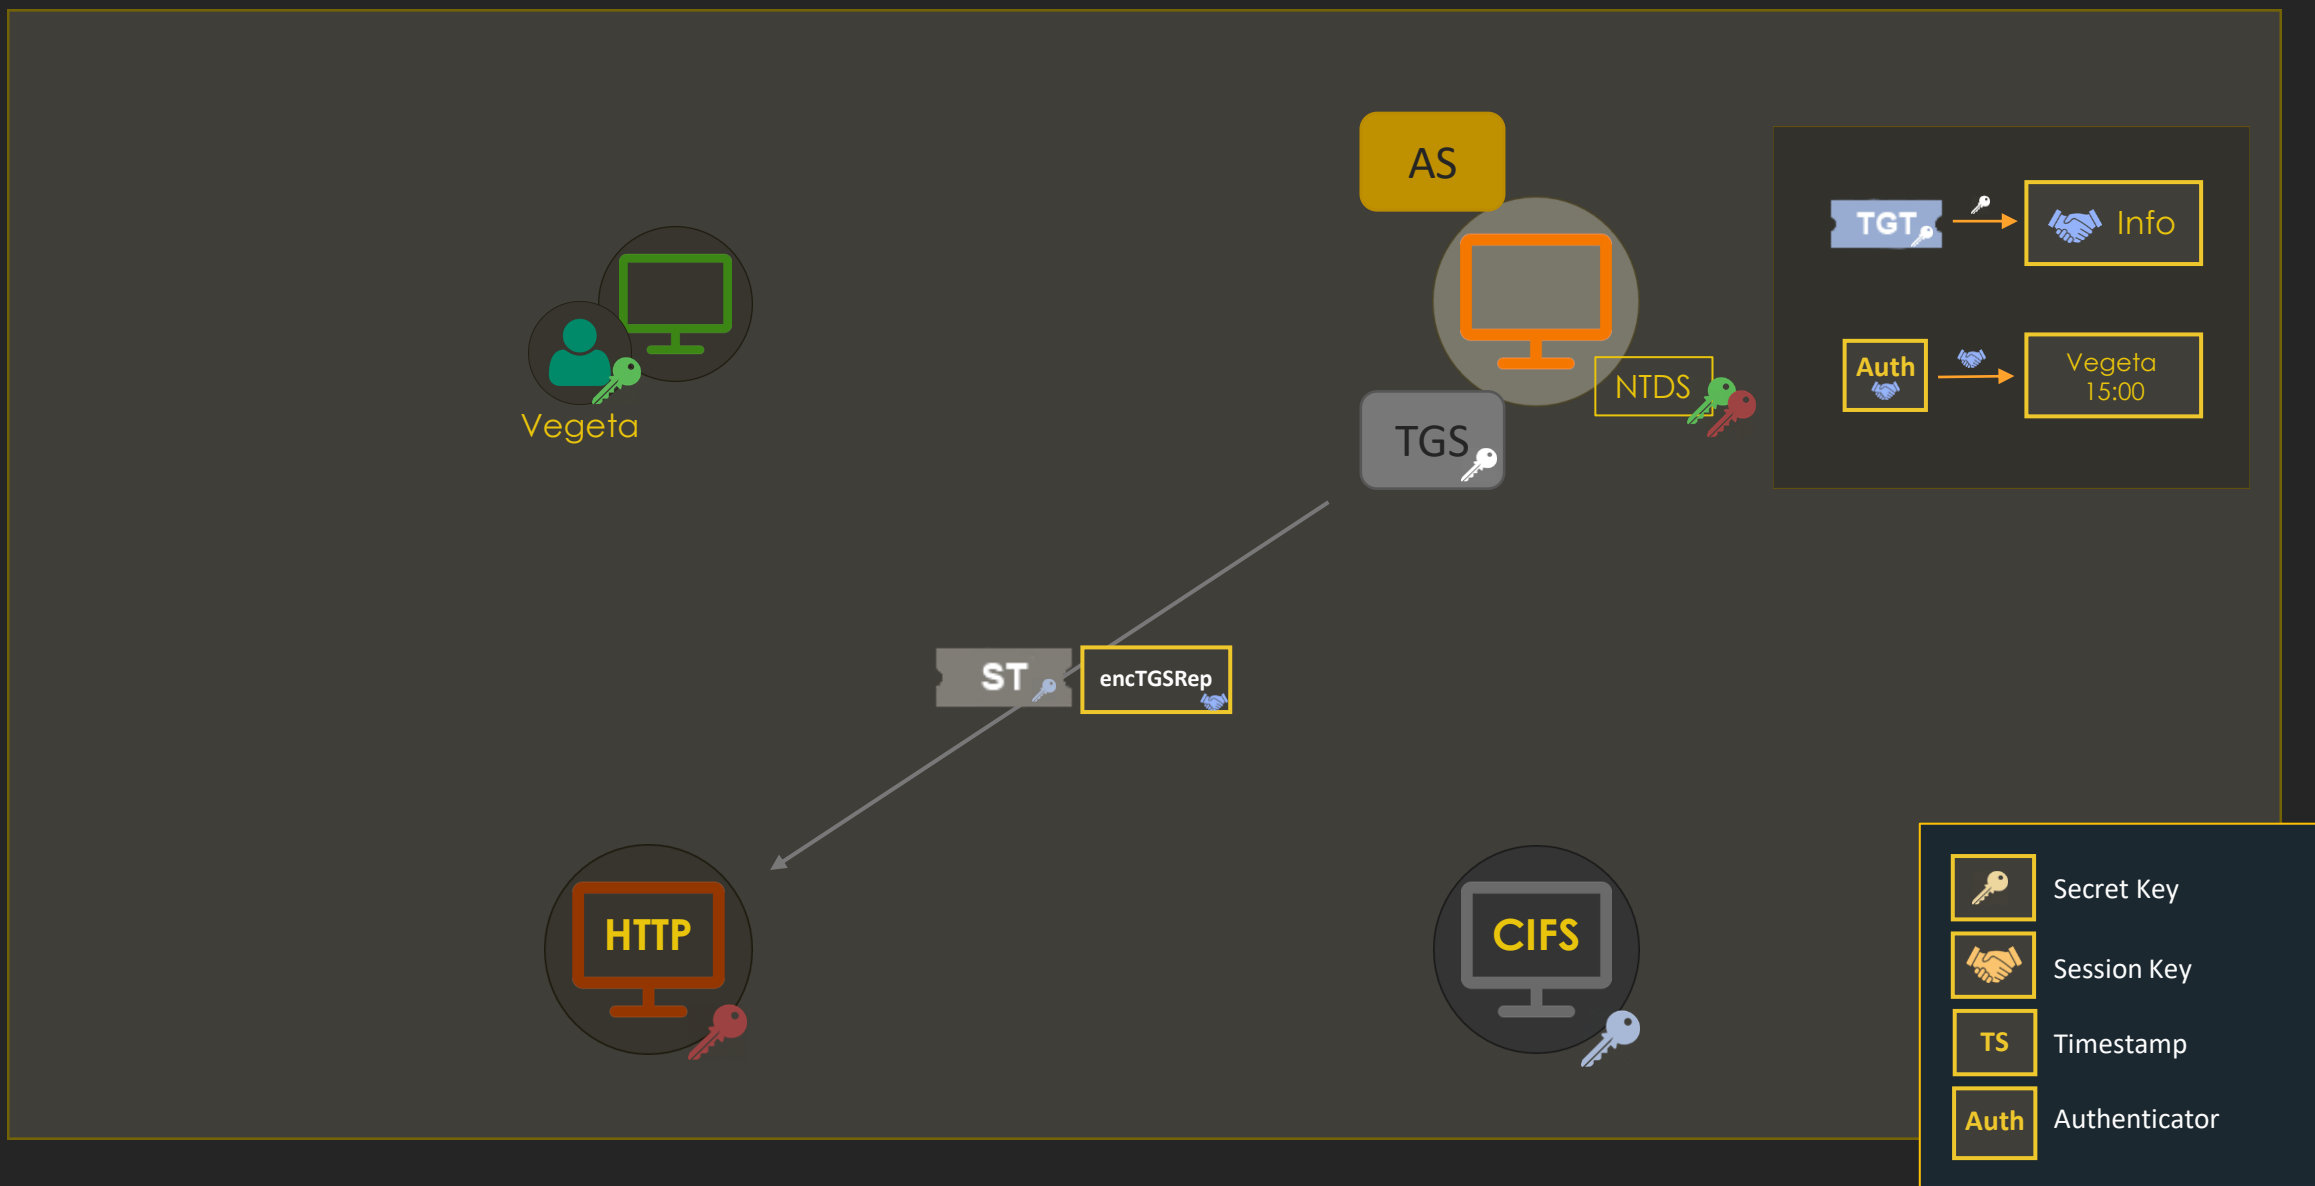 AS
TGT
Info
Auth
Vegeta
15:00
NTDS
Vegeta
TGS
ST
encTGSRep
HTTP
CIFS
Secret Key
Session Key
TS
Timestamp
Auth
Authenticator